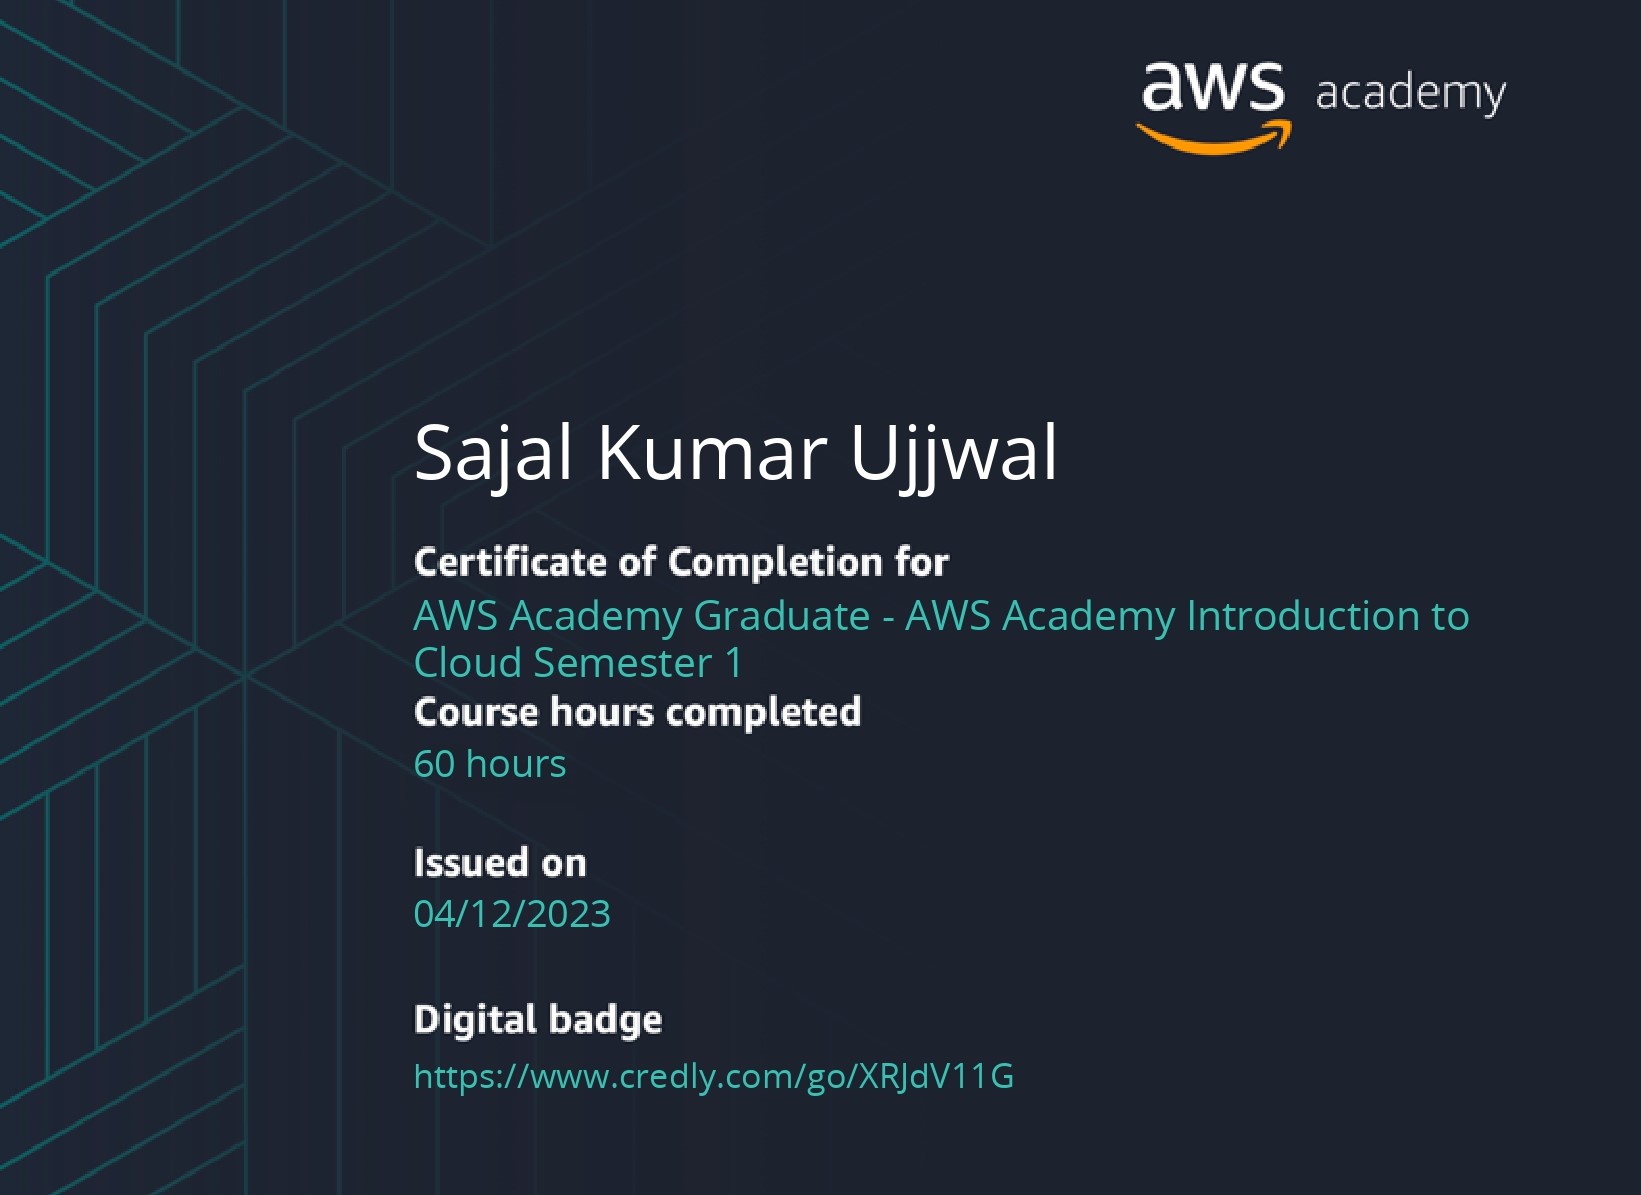 aws academy
Sajal Kumar Ujjwal
Certificate of Completion for
AWS Academy Graduate - AWS Academy Introduction to
Cloud Semester 1
Course hours completed
60 hours
Issued on
04/12/2023
Digital badge
https://www.credly.com/go/XRJdV11G